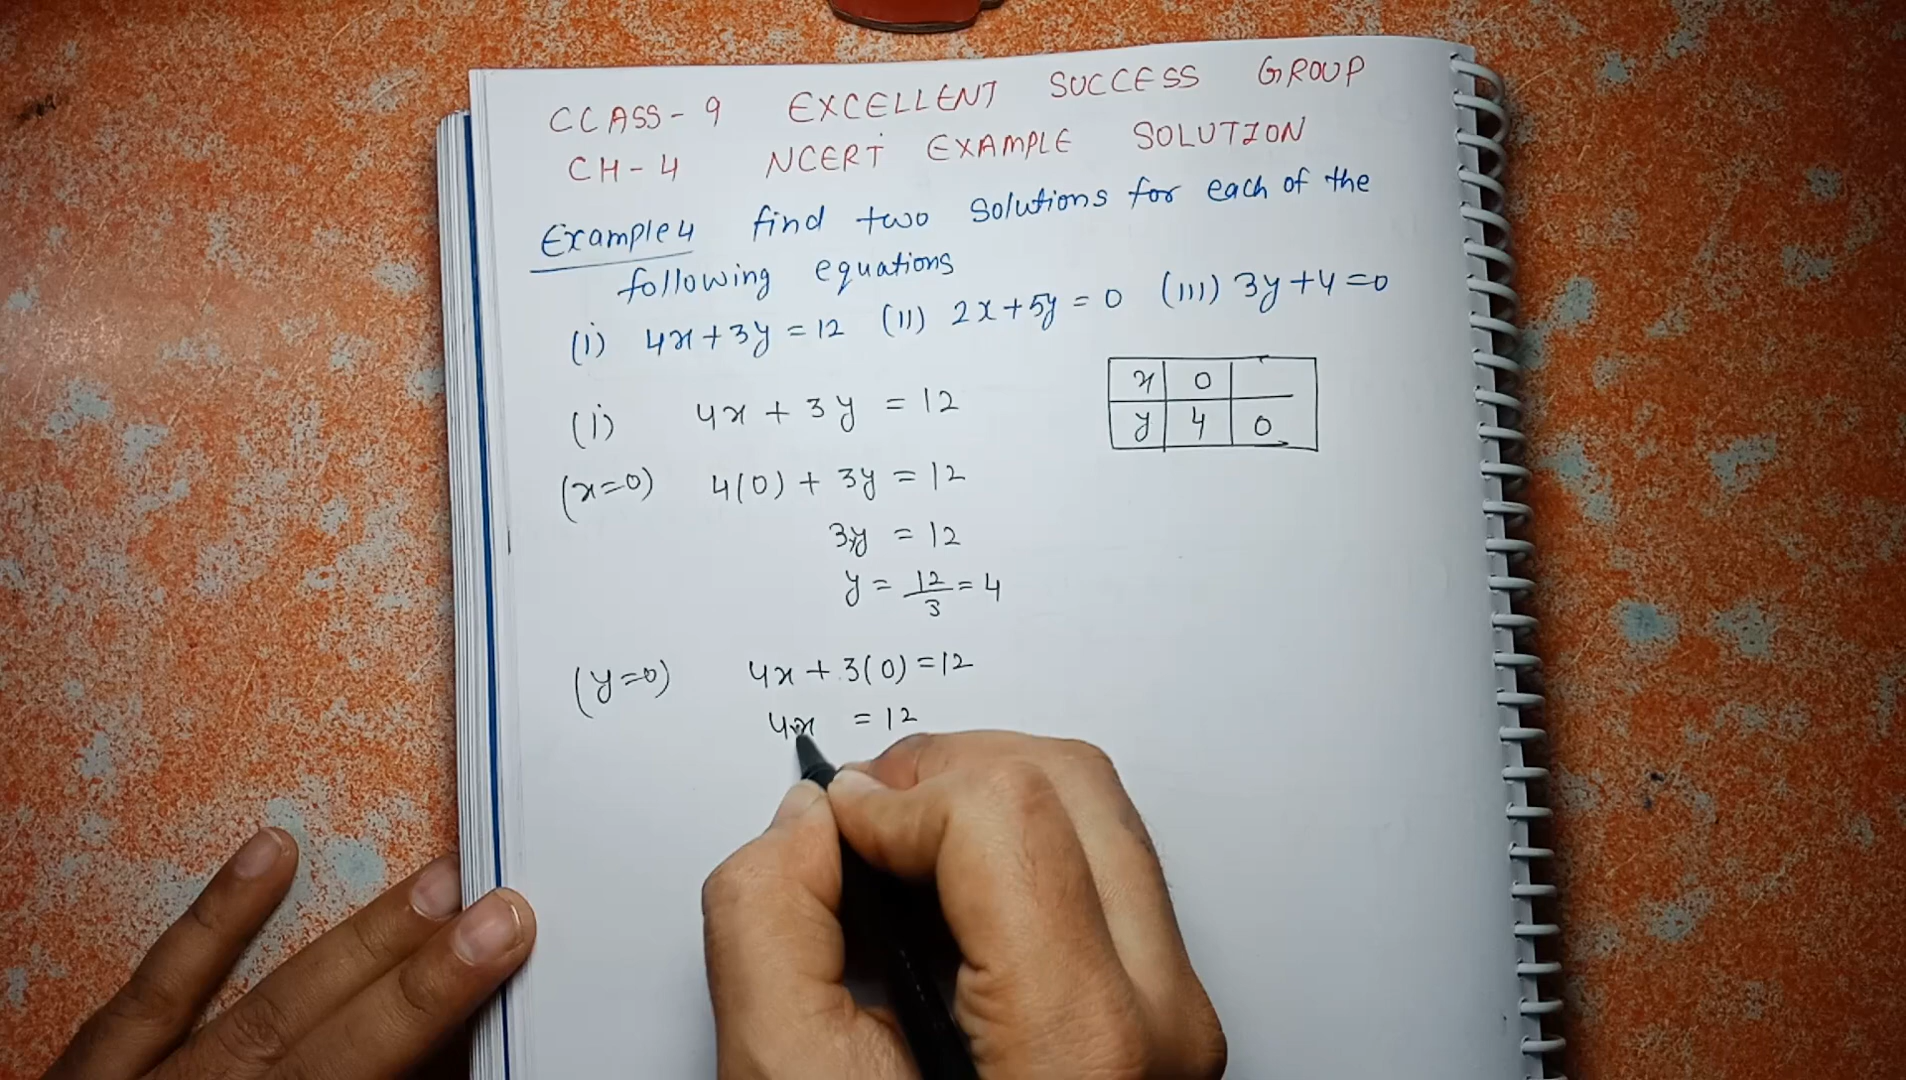 CCASS - 9 EXCELLENT SUCCESS GROUP
CH - 4 NCERT EXAMPLE SOLUTION
Example 4 find two solutions for each of the
following equations
(i) 4x + 3y = 12 (II) 2x + 5y = 0 (III) 3y + 4 = 0
x 0
y 4 0
(i) 4x + 3y = 12
(x=0) 4(0) + 3y = 12
3y = 12
y = 12/3 = 4
(y=0) 4x + 3(0) = 12
4x = 12